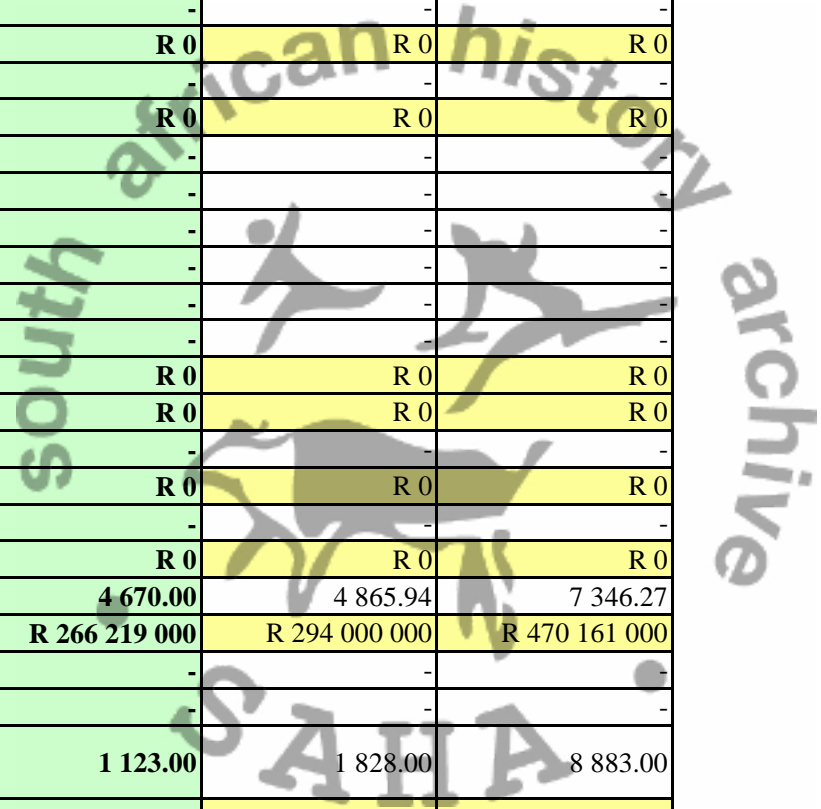 - - -
R 0 R 0 R 0
- - -
R 0 R 0 R 0
- - -
- - -
- - -
- - -
- - -
- - -
R 0 R 0 R 0
R 0 R 0 R 0
- - -
R 0 R 0 R 0
- - -
R 0 R 0 R 0
4 670.00 4 865.94 7 346.27
R 266 219 000 R 294 000 000 R 470 161 000
- - -
- - -
1 123.00 1 828.00 8 883.00
south african history archive
• SAHA •